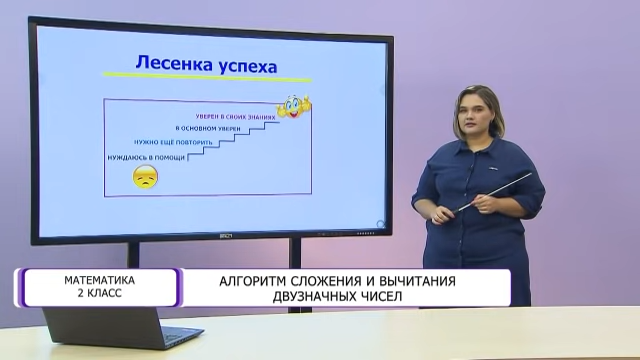 Лесенка успеха
УВЕРЕН В СВОИХ ЗНАНИЯХ
В ОСНОВНОМ УВЕРЕН
НУЖНО ЕЩЁ ПОВТОРИТЬ
НУЖДАЮСЬ В ПОМОЩИ
МАТЕМАТИКА
2 КЛАСС
АЛГОРИТМ СЛОЖЕНИЯ И ВЫЧИТАНИЯ
ДВУЗНАЧНЫХ ЧИСЕЛ